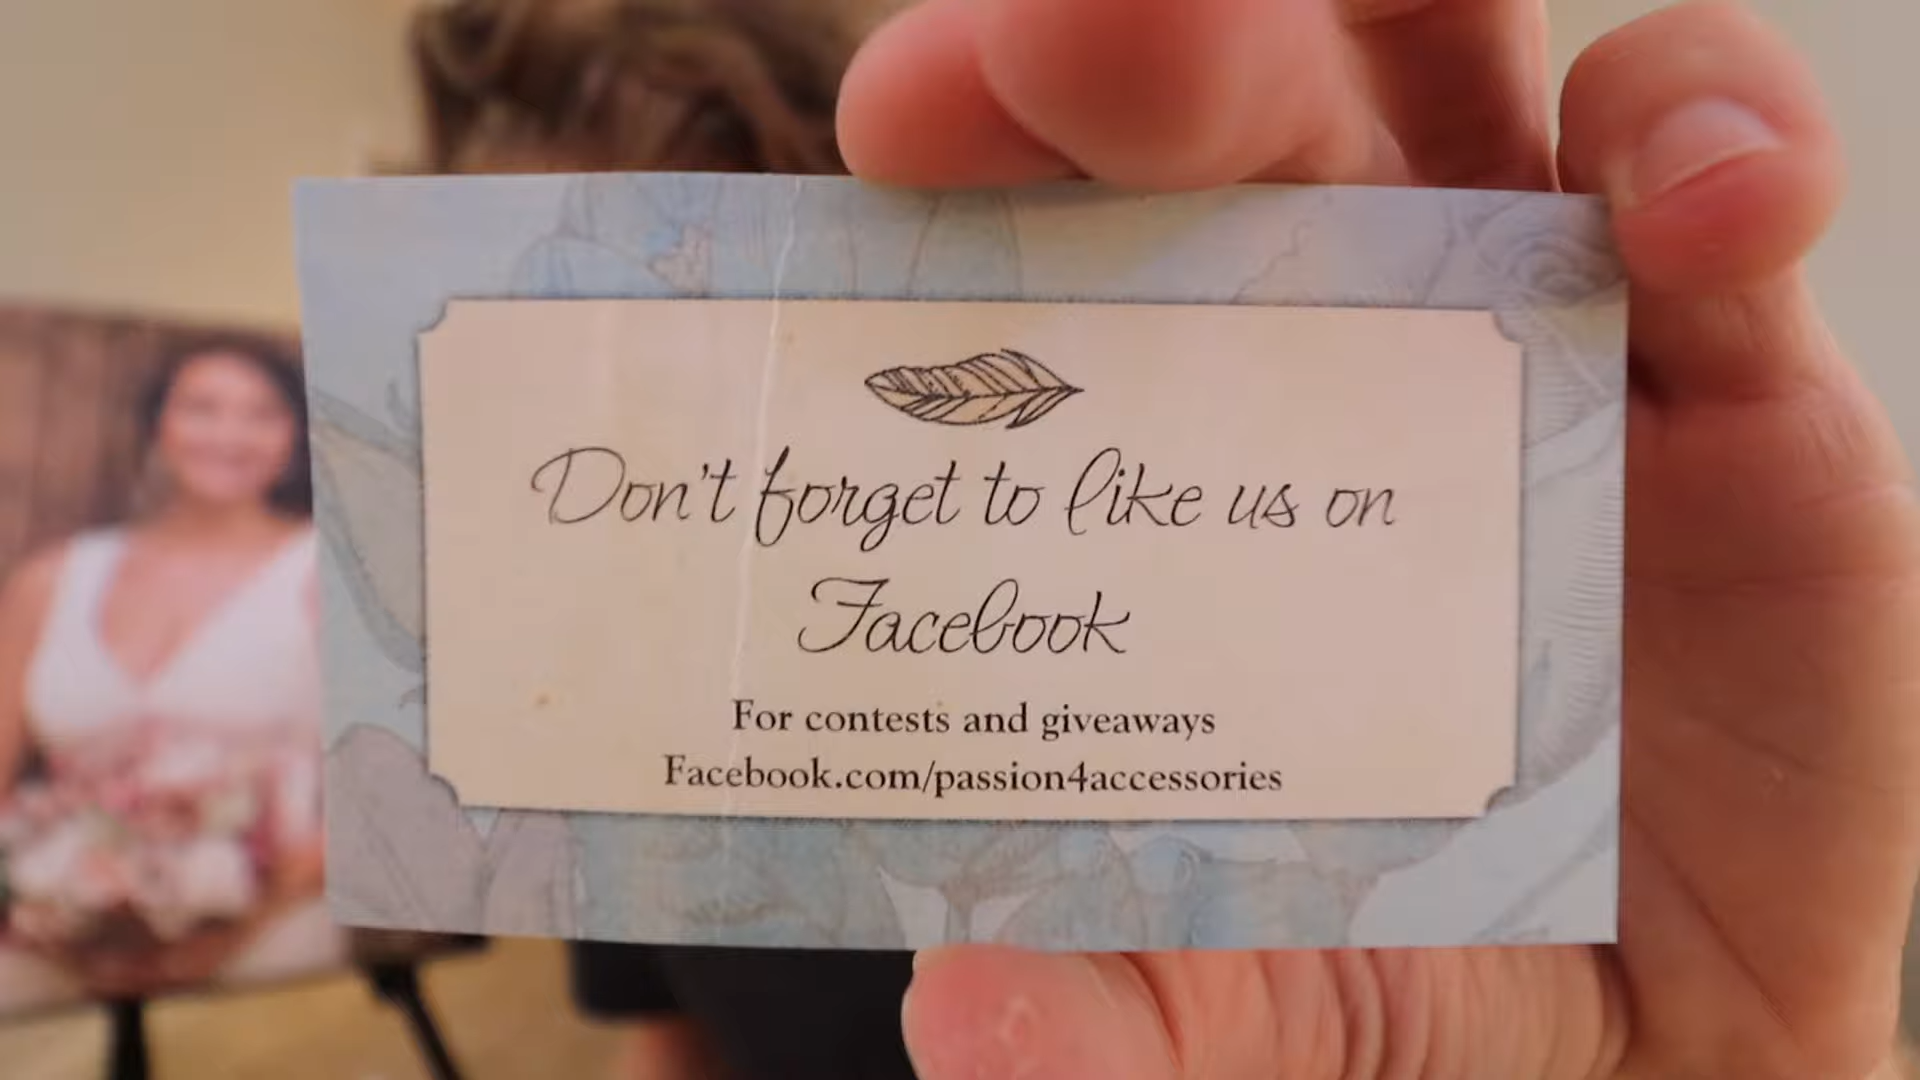 Don't forget to like us on
Facebook
For contests and giveaways
Facebook.com/passion4accessories